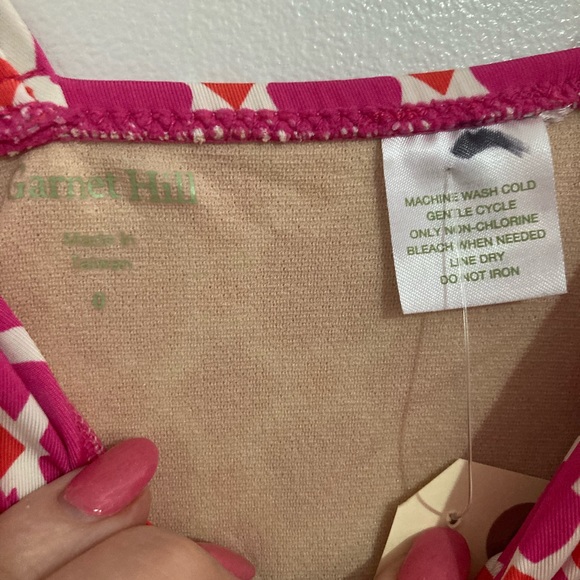 Garnet Hill
Made in
Taiwan
MACHINE WASH COLD
GENTLE CYCLE
ONLY NON-CHLORINE
BLEACH WHEN NEEDED
LINE DRY
DO NOT IRON